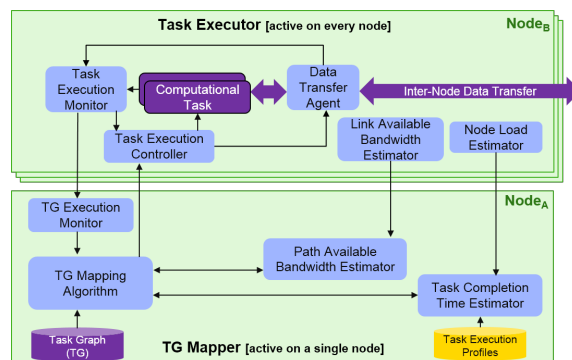 Task Executor [active on every node]
Node_B
Task
Execution
Monitor
Computational
Task
Data
Transfer
Agent
Inter-Node Data Transfer
Task Execution
Controller
Link Available
Bandwidth
Estimator
Node Load
Estimator
Node_A
TG Execution
Monitor
TG Mapping
Algorithm
Path Available
Bandwidth Estimator
Task Completion
Time Estimator
Task Graph
(TG)
TG Mapper [active on a single node]
Task Execution
Profiles